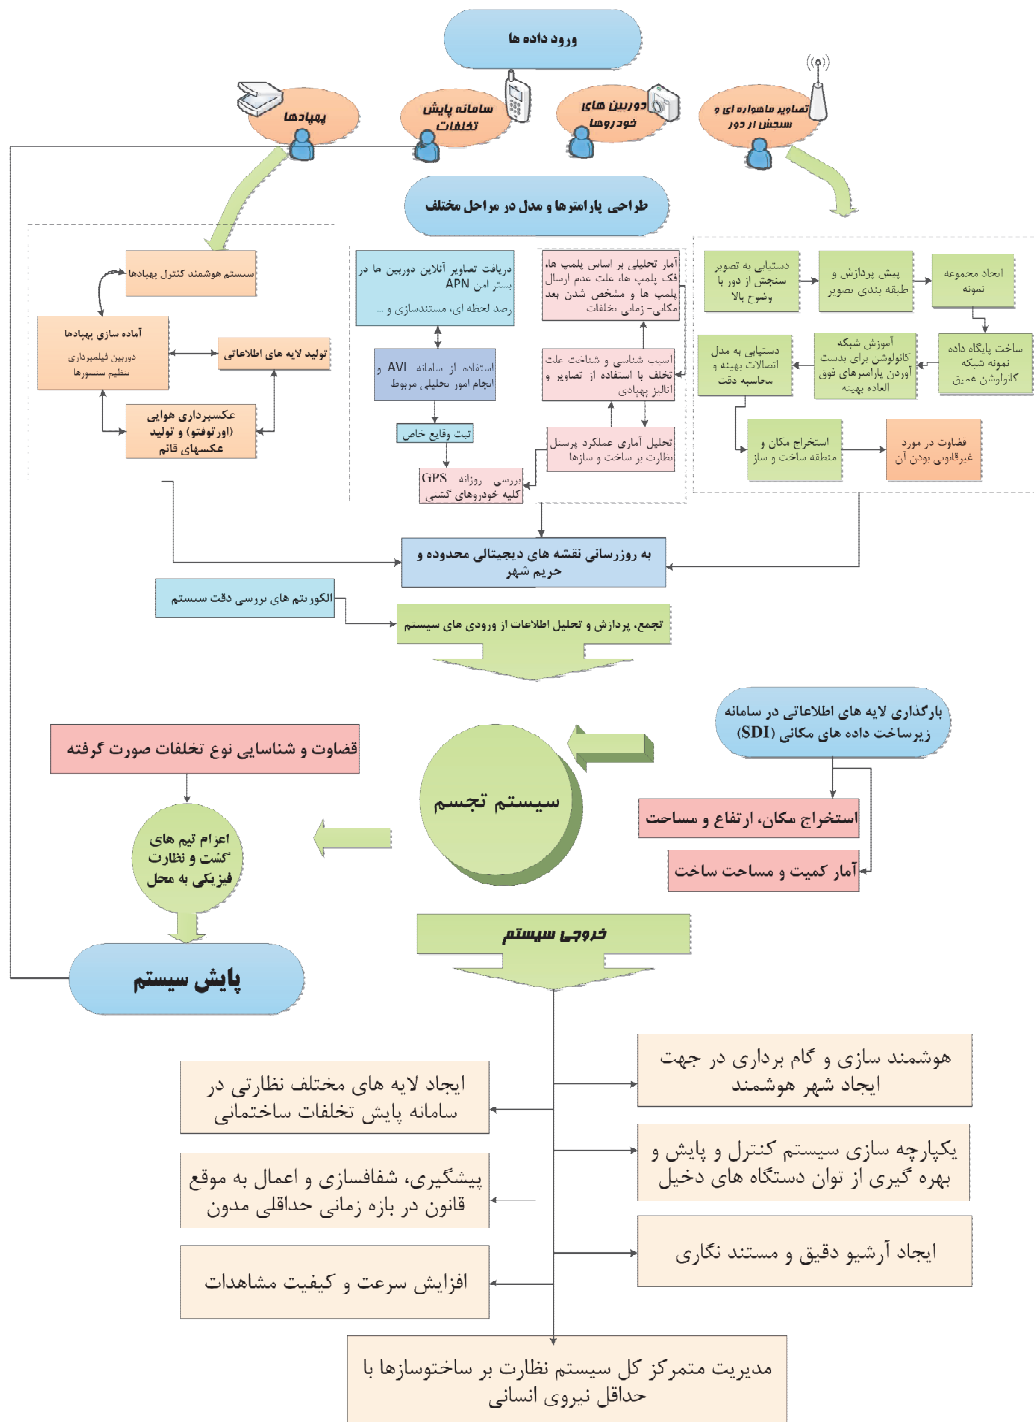 ورود داده ها
تصاویر ماهواره ای و
سنجش از دور
دوربین های
خودروها
سامانه پایش
تخلفات
پهپادها
طراحی پارامترها و مدل در مراحل مختلف
دستیابی به تصویر
سنجش از دور با
وضوح بالا
پیش پردازش و
طبقه بندی تصویر
ایجاد مجموعه
نمونه
ساخت پایگاه داده
نمونه شبکه
کانولوشن عمیق
آموزش شبکه
کانولوشن برای بدست
آوردن پارامترهای فوق
العاده بهینه
دستیابی به مدل
اتصالات بهینه و
محاسبه دقت
استخراج مکان و
منطقه ساخت و ساز
قضاوت در مورد
غیرقانونی بودن آن
آمار تحلیلی بر اساس پلمپ ها،
فک پلمپ ها، علت عدم ارسال
پلمپ ها و مشخص شدن بعد
مکانی- زمانی تخلفات
آسیب شناسی و شناخت علت
تخلف با استفاده از تصاویر و
آنالیز پهپادی
تحلیل آماری عملکرد پرسنل
نظارت بر ساخت و سازها
دریافت تصاویر آنلاین دوربین ها در
بستر امن APN
رصد لحظه ای، مستندسازی و ...
استفاده از سامانه AVI و
انجام امور تحلیلی مربوط
ثبت وقایع خاص
بررسی روزانه GPS
کلیه خودروهای گشتی
سیستم هوشمند کنترل پهپادها
آماده سازی پهپادها
دوربین فیلمبرداری
تنظیم سنسورها
تولید لایه های اطلاعاتی
عکسبرداری هوایی
(اورتوفتو) و تولید
عکسهای قائم
به روزرسانی نقشه های دیجیتالی محدوده و
حریم شهر
الگوریتم های بررسی دقت سیستم
تجمع، پردازش و تحلیل اطلاعات از ورودی های سیستم
بارگذاری لایه های اطلاعاتی در سامانه
زیرساخت داده های مکانی (SDI)
استخراج مکان، ارتفاع و مساحت
آمار کمیت و مساحت ساخت
سیستم تجسم
قضاوت و شناسایی نوع تخلفات صورت گرفته
اعزام تیم های
گشت و نظارت
فیزیکی به محل
پایش سیستم
خروجی سیستم
هوشمند سازی و گام برداری در جهت
ایجاد شهر هوشمند
ایجاد لایه های مختلف نظارتی در
سامانه پایش تخلفات ساختمانی
یکپارچه سازی سیستم کنترل و پایش و
بهره گیری از توان دستگاه های دخیل
پیشگیری، شفافسازی و اعمال به موقع
قانون در بازه زمانی حداقلی مدون
ایجاد آرشیو دقیق و مستند نگاری
افزایش سرعت و کیفیت مشاهدات
مدیریت متمرکز کل سیستم نظارت بر ساختوسازها با
حداقل نیروی انسانی